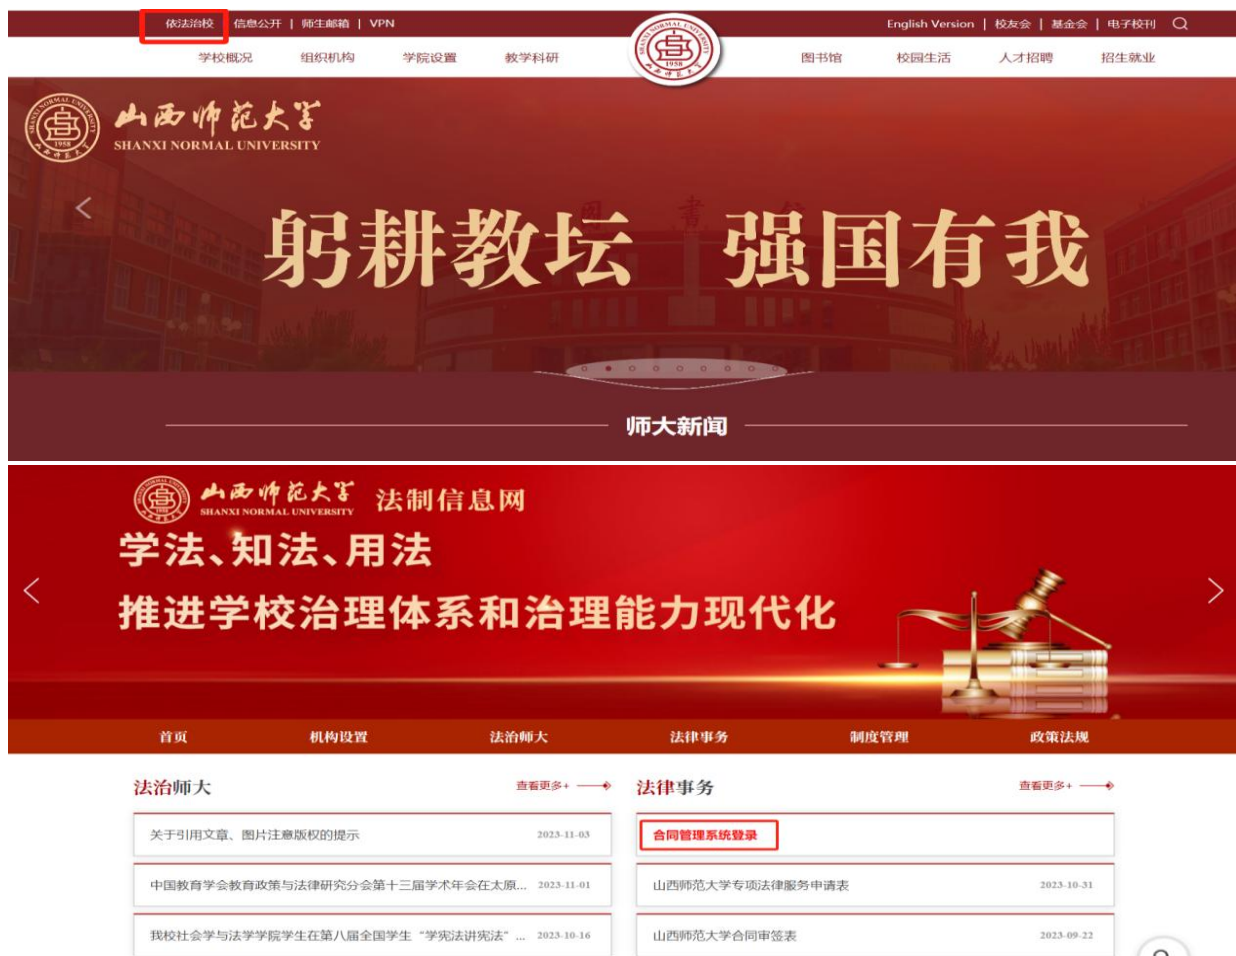 依法治校 信息公开 | 师生邮箱 | VPN
English Version | 校友会 | 基金会 | 电子校刊
学校概况 组织机构 学院设置 教学科研
图书馆 校园生活 人才招聘 招生就业
1958
SHANXI NORMAL UNIVERSITY
1958
山西师范大学
SHANXI NORMAL UNIVERSITY
图 書 館
躬耕教坛 强国有我
师大新闻
山西师范大学
SHANXI NORMAL UNIVERSITY
法制信息网
学法、知法、用法
推进学校治理体系和治理能力现代化
首页 机构设置 法治师大 法律事务 制度管理 政策法规
法治师大 查看更多+
关于引用文章、图片注意版权的提示 2023-11-03
中国教育学会教育政策与法律研究分会第十三届学术年会在太原... 2023-11-01
我校社会学与法学学院学生在第八届全国学生“学宪法讲宪法”... 2023-10-16
法律事务 查看更多+
合同管理系统登录
山西师范大学专项法律服务申请表 2023-10-31
山西师范大学合同审签表 2023-09-22